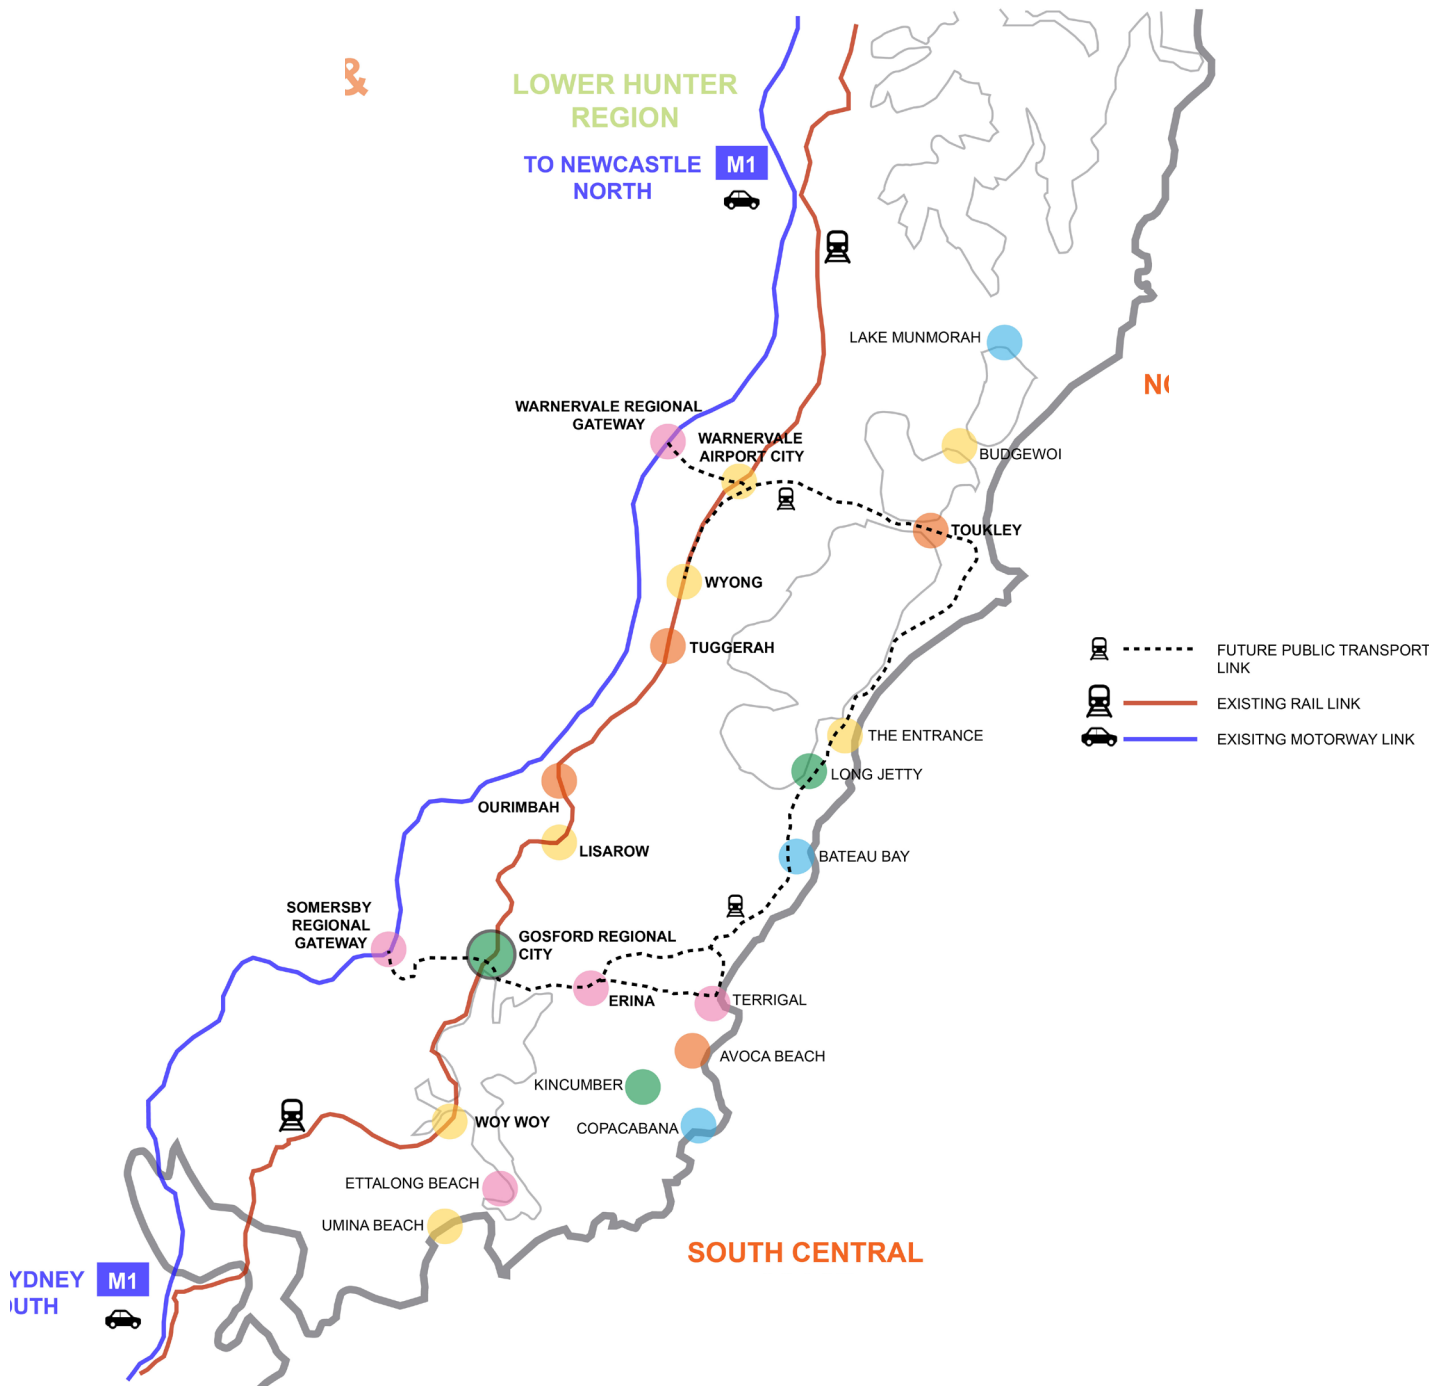 &
LOWER HUNTER
REGION
TO NEWCASTLE
NORTH
M1
LAKE MUNMORAH
NO
WARNERVALE REGIONAL
GATEWAY
WARNERVALE
AIRPORT CITY
BUDGEWOI
TOUKLEY
WYONG
TUGGERAH
FUTURE PUBLIC TRANSPORT
LINK
EXISTING RAIL LINK
EXISITNG MOTORWAY LINK
THE ENTRANCE
LONG JETTY
OURIMBAH
LISAROW
BATEAU BAY
SOMERSBY
REGIONAL
GATEWAY
GOSFORD REGIONAL
CITY
ERINA
TERRIGAL
AVOCA BEACH
KINCUMBER
WOY WOY
COPACABANA
ETTALONG BEACH
UMINA BEACH
SOUTH CENTRAL
YDNEY
OUTH
M1